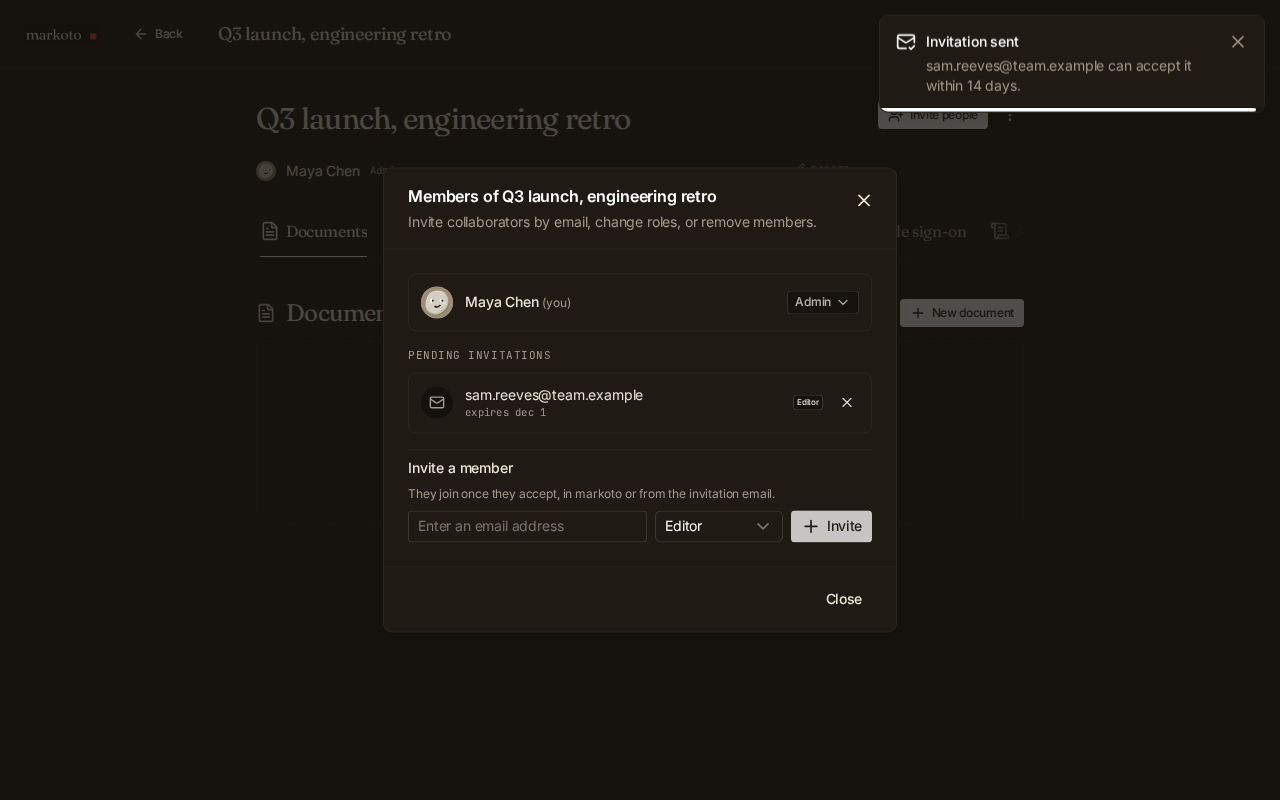 markoto
Back
Q3 launch, engineering retro
Invitation sent
sam.reeves@team.example can accept it
within 14 days.
Q3 launch, engineering retro
Invite people
Maya Chen
Members of Q3 launch, engineering retro
Invite collaborators by email, change roles, or remove members.
Documents
sign-on
Maya Chen (you)
Admin
New document
PENDING INVITATIONS
sam.reeves@team.example
expires dec 1
Editor
Invite a member
They join once they accept, in markoto or from the invitation email.
Enter an email address
Editor
Invite
Close